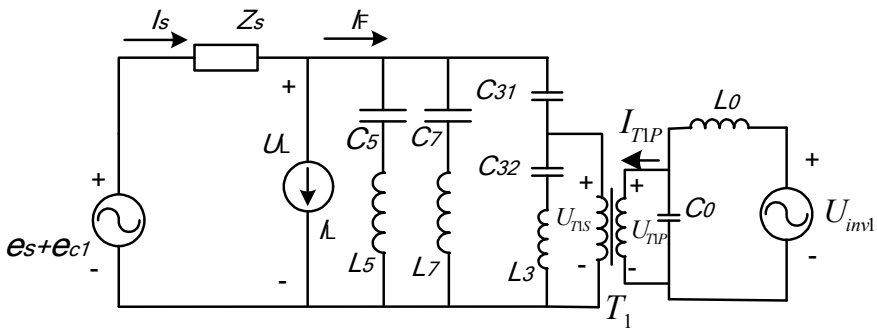 Is Zs IF
+ C31 L0
IT1P
C5 C7
UL C32 +
+ + + C0
UT1S UT1P Uinv1
es+ec1 IL
- - L5 L7 L3 - - -
T1